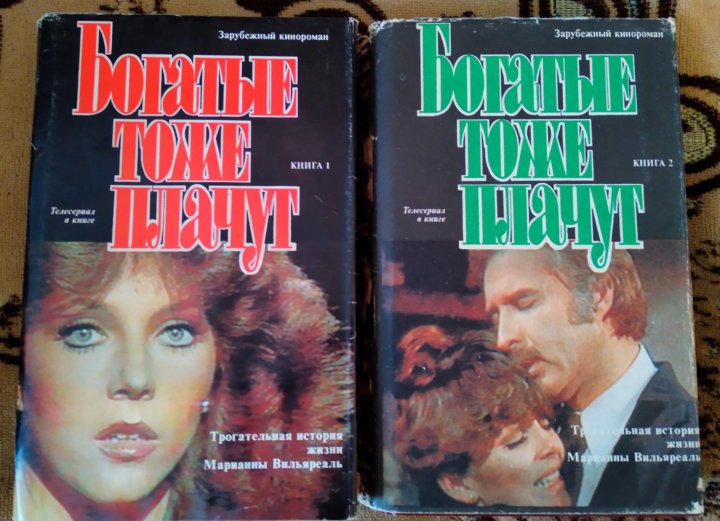 Зарубежный кинороман
Богатые
тоже
плачут
КНИГА 1
Телесериал
в книге
Трогательная история
жизни
Марианны Вильяреаль
Зарубежный кинороман
Богатые
тоже
плачут
КНИГА 2
Телесериал
в книге
Трогательная история
жизни
Марианны Вильяреаль